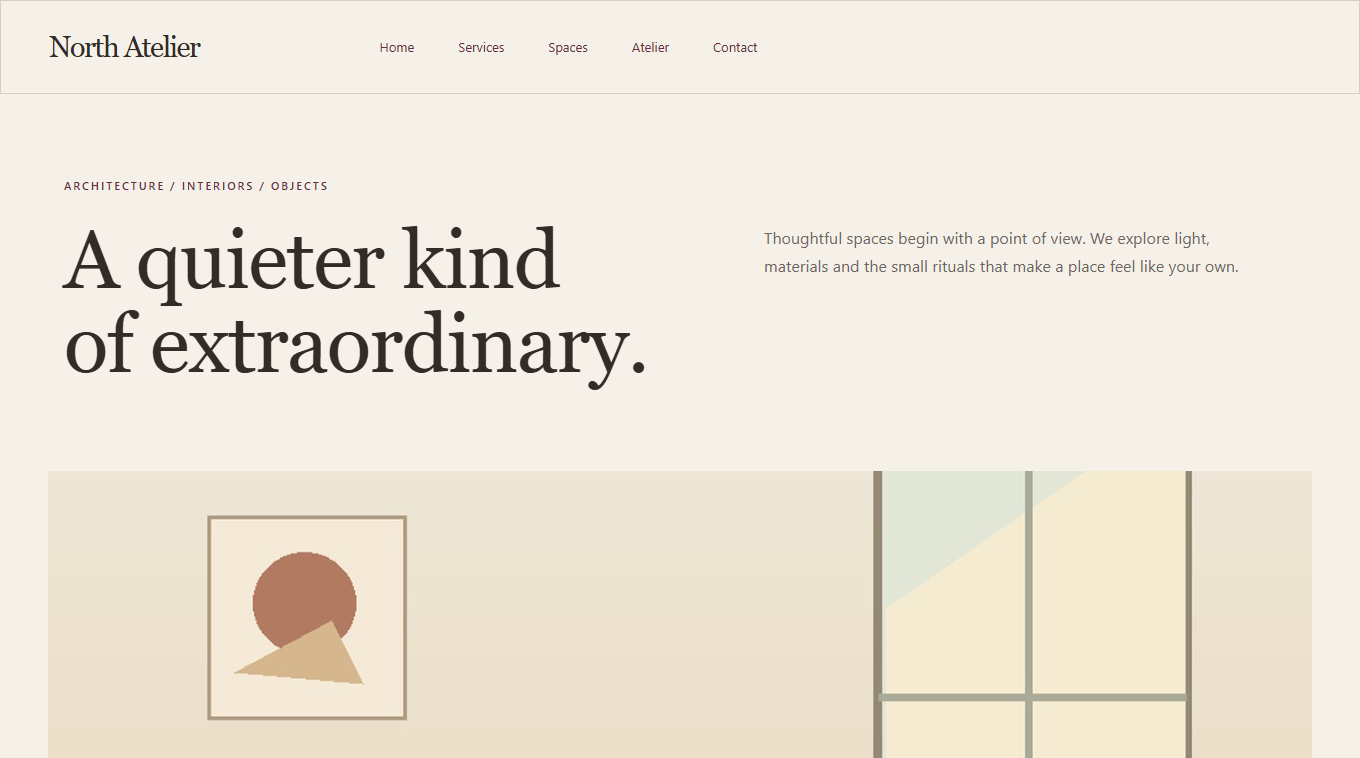 North Atelier
Home Services Spaces Atelier Contact
ARCHITECTURE / INTERIORS / OBJECTS
A quieter kind
of extraordinary.
Thoughtful spaces begin with a point of view. We explore light,
materials and the small rituals that make a place feel like your own.